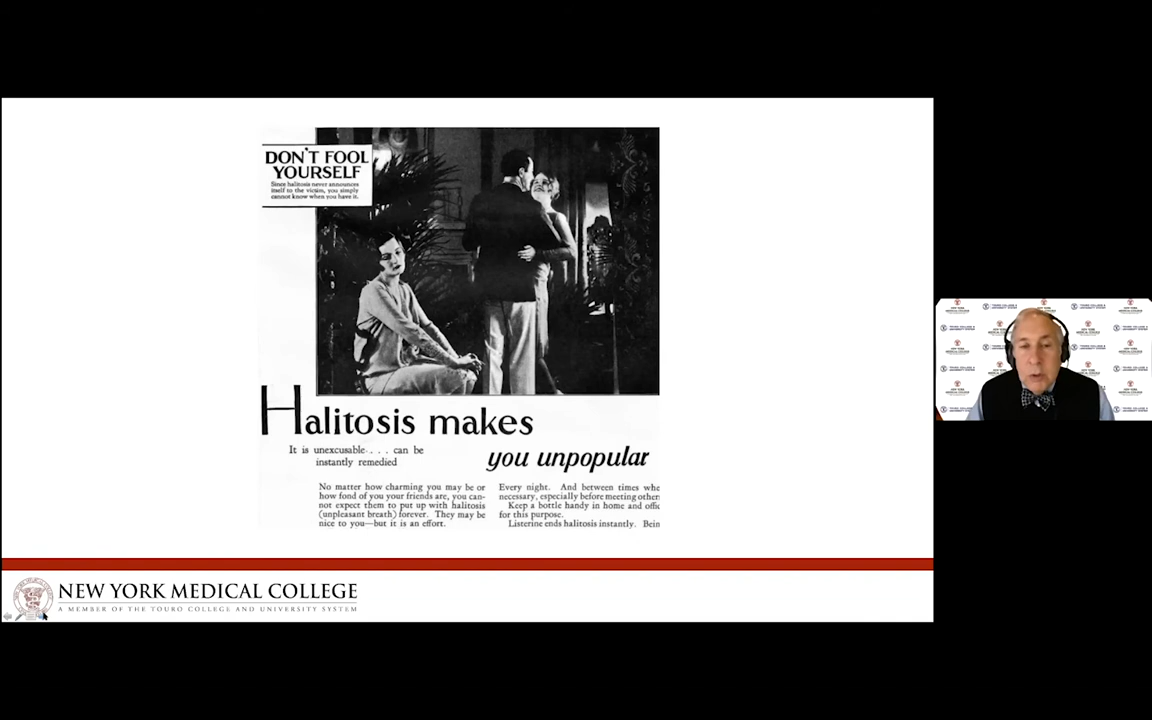 DON'T FOOL
YOURSELF
Since halitosis never announces
itself to the victim, you simply
cannot know when you have it.
Halitosis makes
you unpopular
It is unexcusable . . . can be
instantly remedied
No matter how charming you may be or
how fond of you your friends are, you can-
not expect them to put up with halitosis
(unpleasant breath) forever. They may be
nice to you—but it is an effort.
Every night. And between times whe
necessary, especially before meeting other
Keep a bottle handy in home and offic
for this purpose.
Listerine ends halitosis instantly. Bein
NEW YORK MEDICAL COLLEGE
A MEMBER OF THE TOURO COLLEGE AND UNIVERSITY SYSTEM